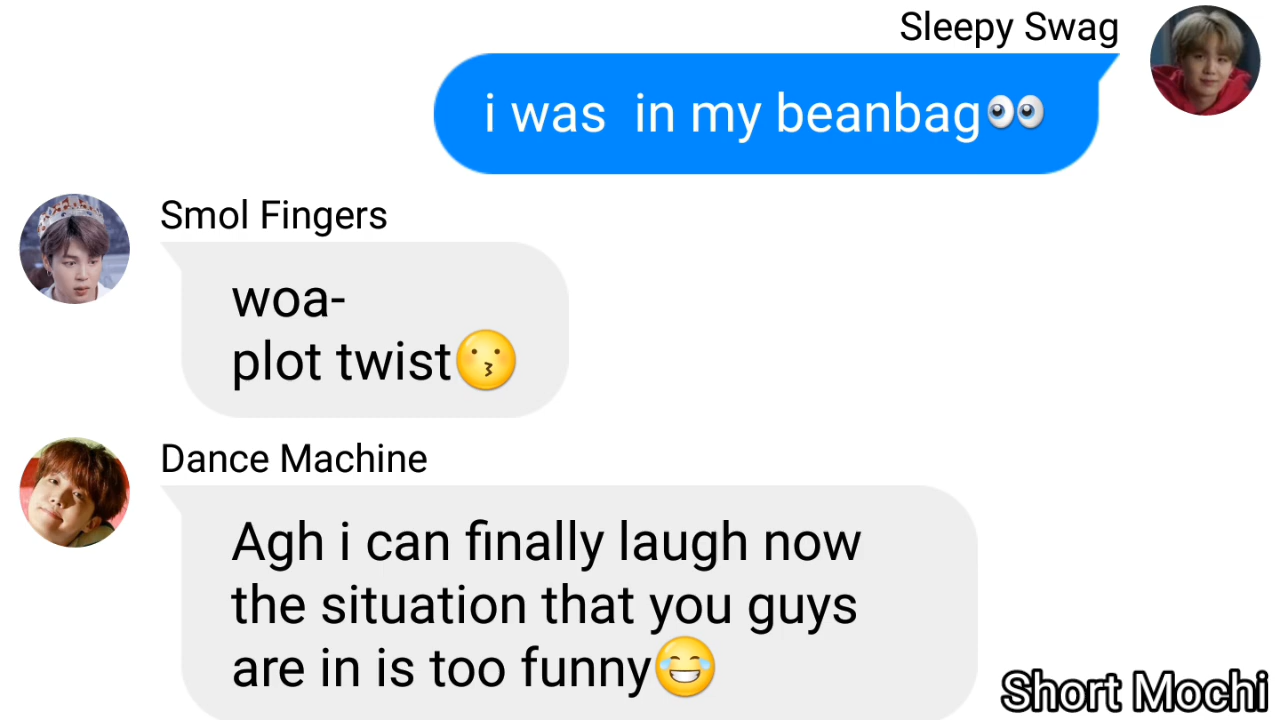 Sleepy Swag
i was  in my beanbag👀
Smol Fingers
woa-
plot twist😗
Dance Machine
Agh i can finally laugh now
the situation that you guys
are in is too funny😂
Short Mochi